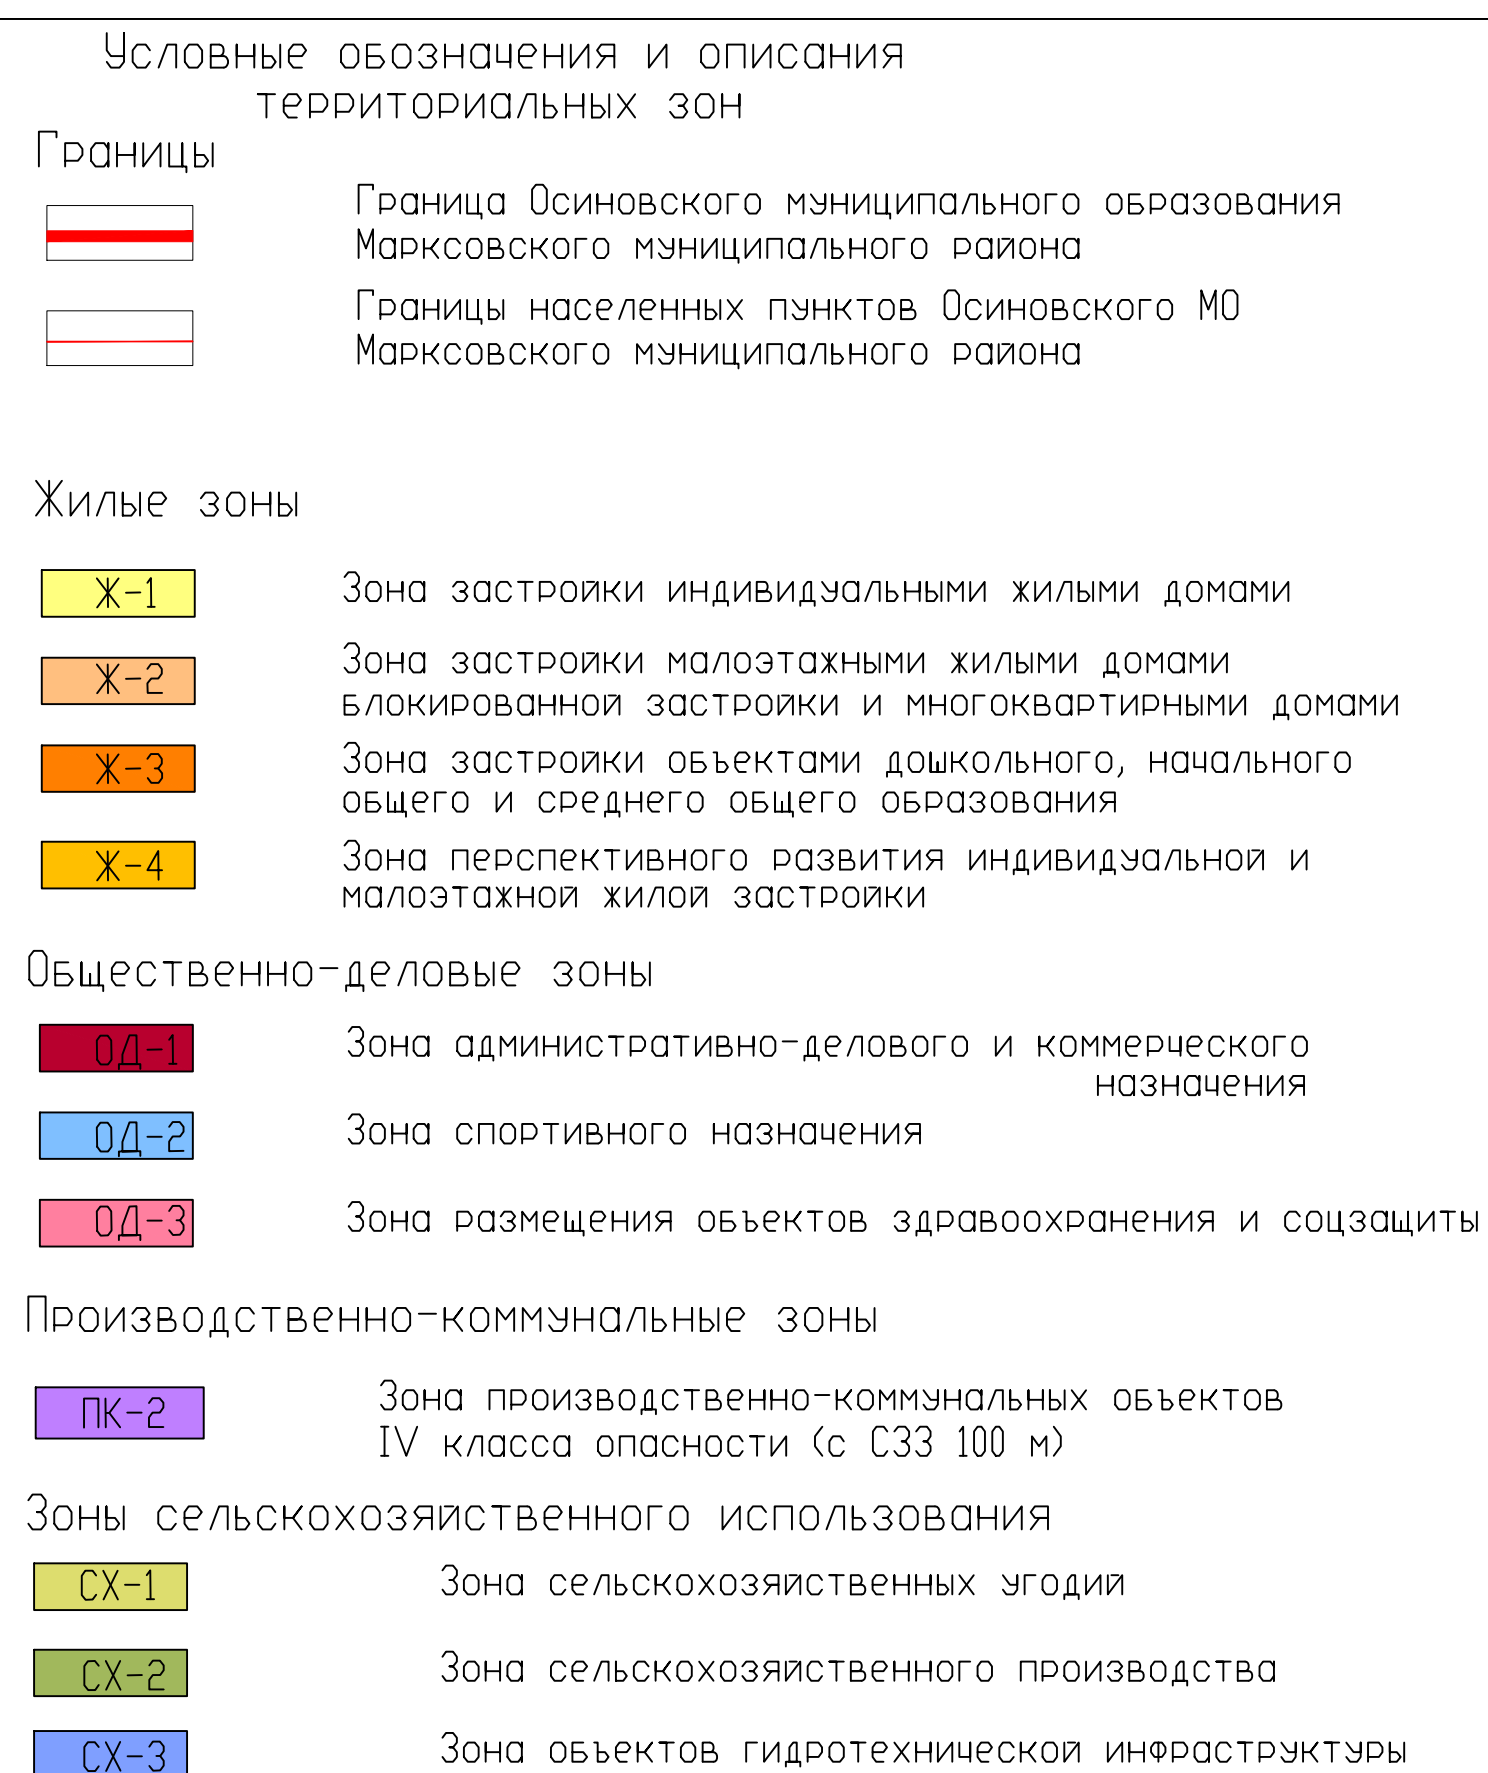 Условные обозначения и описания
территориальных зон
Границы
Граница Осиновского муниципального образования
Марксовского муниципального района
Границы населенных пунктов Осиновского МО
Марксовского муниципального района
Жилые зоны
Ж-1 Зона застройки индивидуальными жилыми домами
Ж-2 Зона застройки малоэтажными жилыми домами
блокированной застройки и многоквартирными домами
Ж-3 Зона застройки объектами дошкольного, начального
общего и среднего общего образования
Ж-4 Зона перспективного развития индивидуальной и
малоэтажной жилой застройки
Общественно-деловые зоны
ОД-1 Зона административно-делового и коммерческого
назначения
ОД-2 Зона спортивного назначения
ОД-3 Зона размещения объектов здравоохранения и соцзащиты
Производственно-коммунальные зоны
ПК-2 Зона производственно-коммунальных объектов
IV класса опасности (с СЗЗ 100 м)
Зоны сельскохозяйственного использования
СХ-1 Зона сельскохозяйственных угодий
СХ-2 Зона сельскохозяйственного производства
СХ-3 Зона объектов гидротехнической инфраструктуры